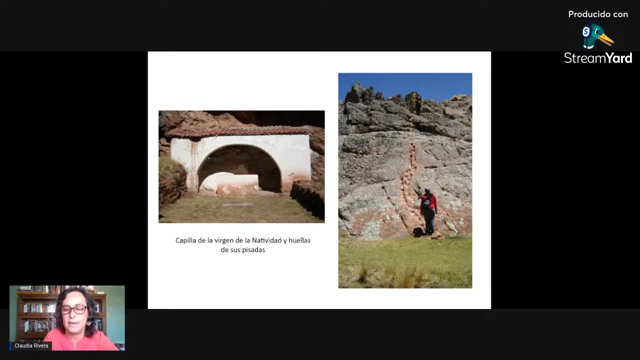 Producido con
StreamYard
Capilla de la virgen de la Natividad y huellas
de sus pisadas
Claudia Rivera